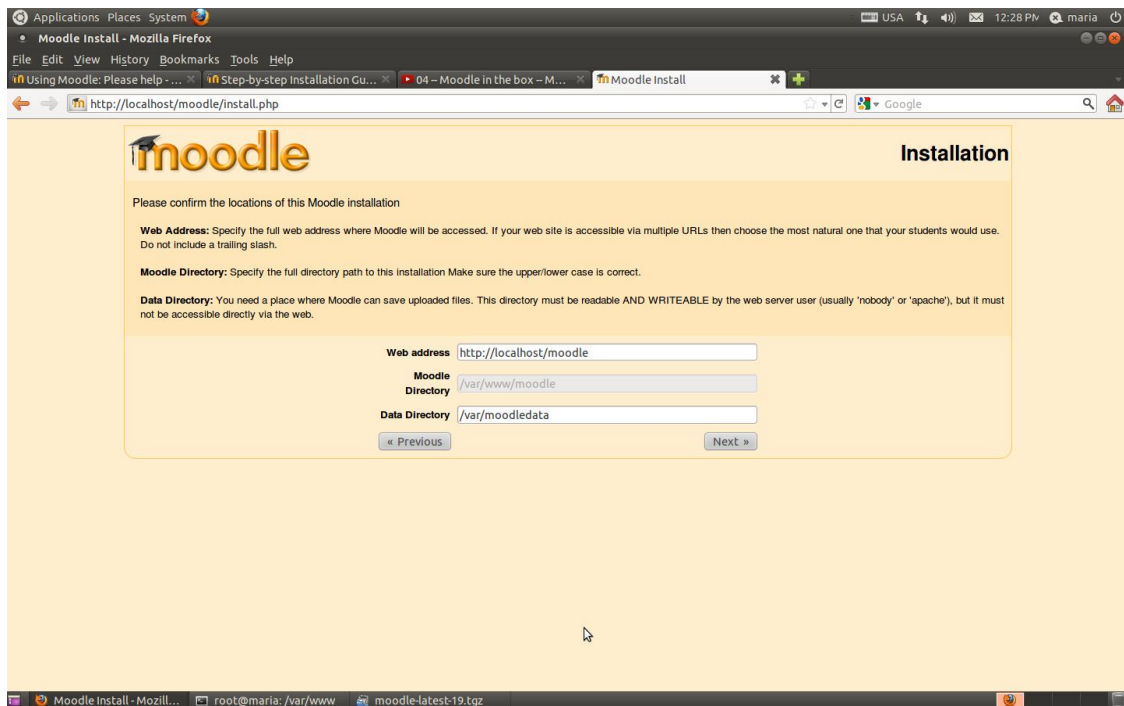 Applications Places System USA 12:28 PM maria
Moodle Install - Mozilla Firefox
File Edit View History Bookmarks Tools Help
Using Moodle: Please help - ... Step-by-step Installation Gu... 04 – Moodle in the box – M... Moodle Install
http://localhost/moodle/install.php Google
moodle Installation
Please confirm the locations of this Moodle installation
Web Address: Specify the full web address where Moodle will be accessed. If your web site is accessible via multiple URLs then choose the most natural one that your students would use.
Do not include a trailing slash.
Moodle Directory: Specify the full directory path to this installation Make sure the upper/lower case is correct.
Data Directory: You need a place where Moodle can save uploaded files. This directory must be readable AND WRITEABLE by the web server user (usually 'nobody' or 'apache'), but it must
not be accessible directly via the web.
Web address http://localhost/moodle
Moodle
Directory /var/www/moodle
Data Directory /var/moodledata
« Previous Next »
Moodle Install - Mozill... root@maria: /var/www moodle-latest-19.tgz